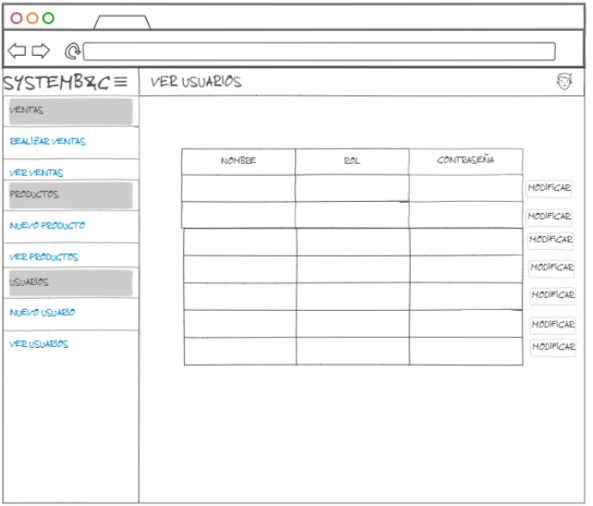 SYSTEMB&C
VER USUARIOS
VENTAS
REALIZAR VENTAS
VER VENTAS
PRODUCTOS
NUEVO PRODUCTO
VER PRODUCTOS
USUARIOS
NUEVO USUARIO
VER USUARIOS
NOMBRE ROL CONTRASEÑA
MODIFICAR
MODIFICAR
MODIFICAR
MODIFICAR
MODIFICAR
MODIFICAR
MODIFICAR